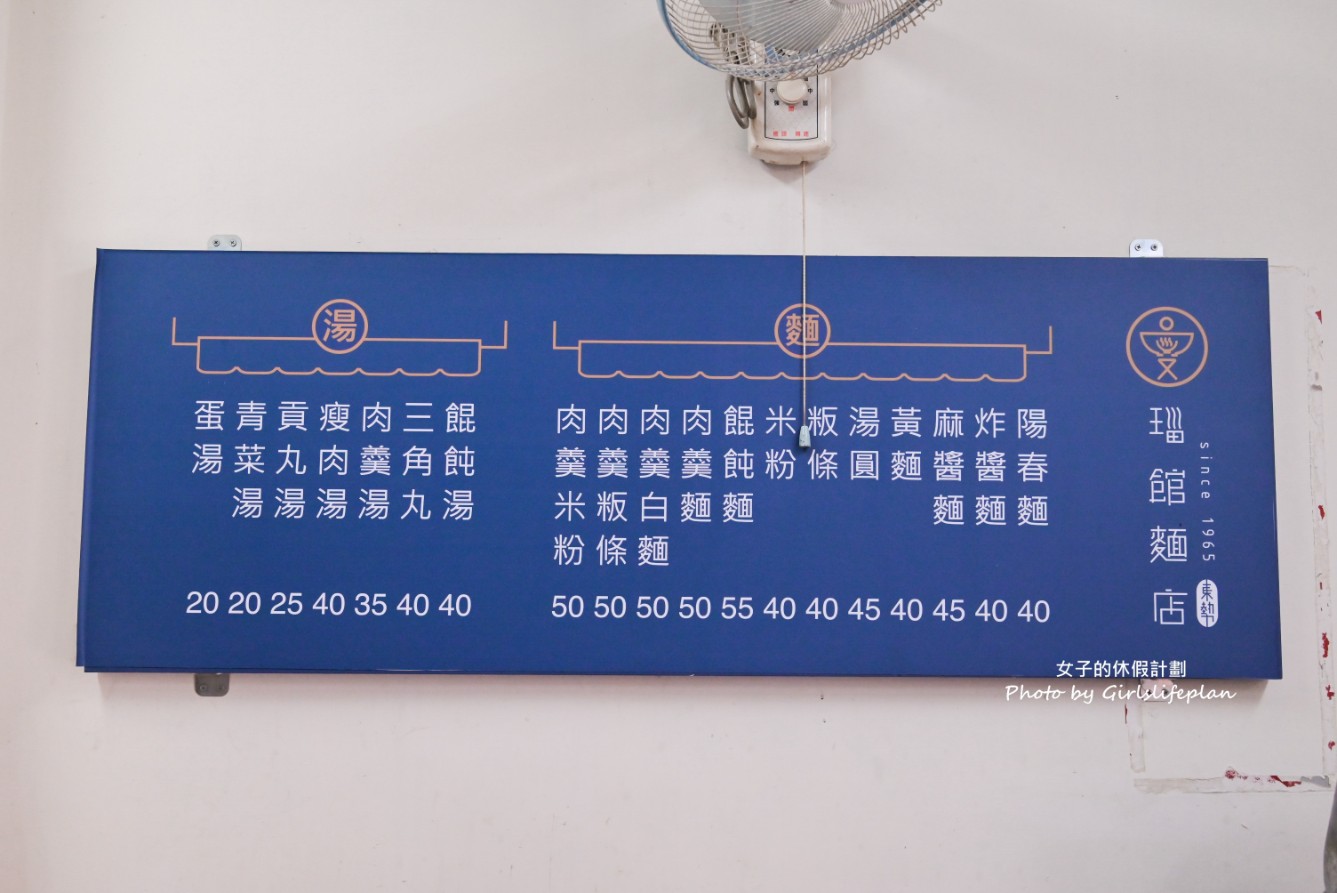 瑙館麵店
since 1965
東勢
麵
陽春麵 40
炸醬麵 40
麻醬麵 45
黃麵 40
湯圓 45
粄條 40
米粉 40
餛飩麵 55
肉羹麵 50
肉羹白麵 50
肉羹粄條 50
肉羹米粉 50
湯
餛飩湯 40
三角丸 40
肉羹湯 35
瘦肉湯 40
貢丸湯 25
青菜湯 20
蛋湯 20
女子的休假計劃
Photo by Girlslifeplan